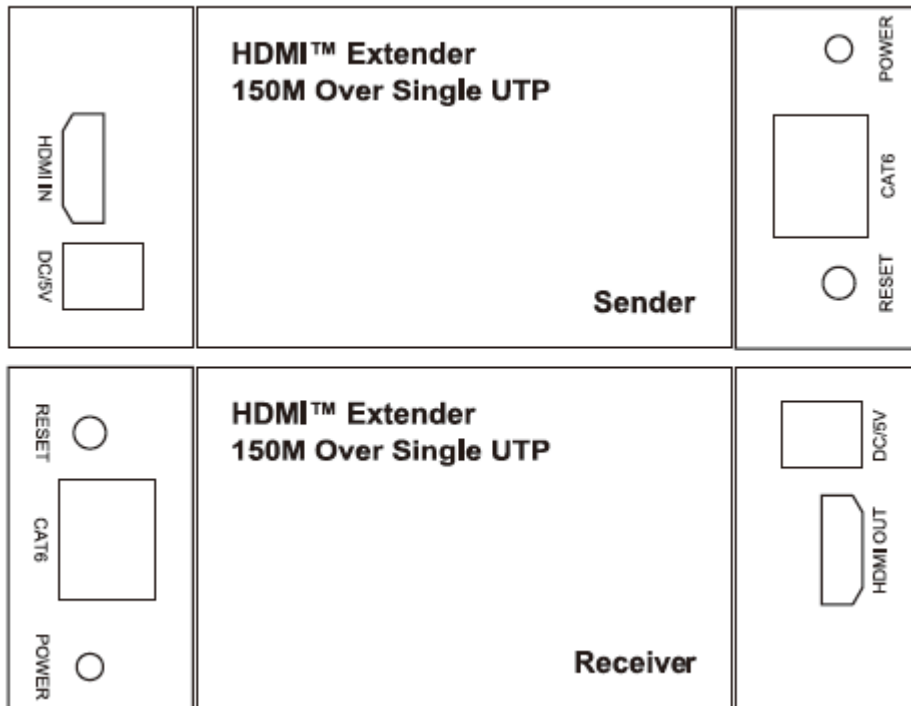 HDMI IN
DC/5V
HDMI™ Extender
150M Over Single UTP
Sender
POWER
CAT6
RESET
RESET
CAT6
POWER
HDMI™ Extender
150M Over Single UTP
Receiver
DC/5V
HDMI OUT